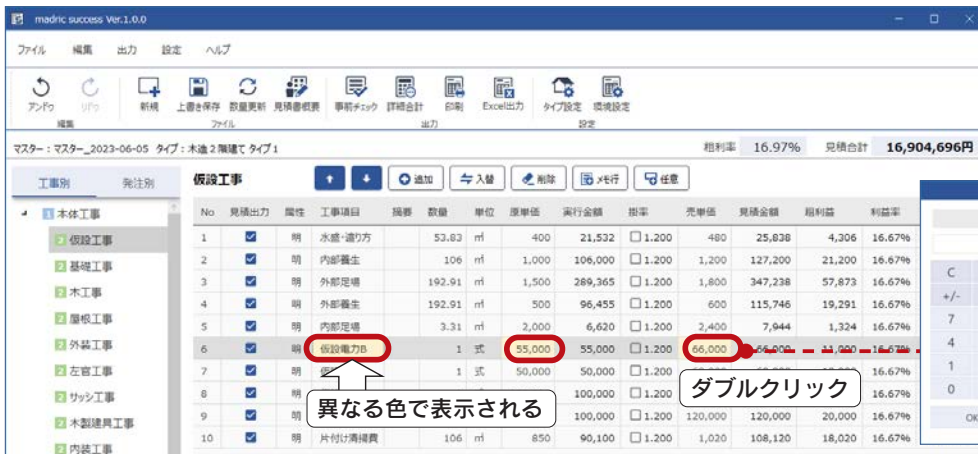 madric success Ver.1.0.0
ファイル 編集 出力 設定 ヘルプ
アンドゥ リドゥ 新規 上書き保存 数量更新 見積書概要 事前チェック 詳細合計 印刷 Excel出力 タイプ設定 環境設定
編集 ファイル 出力 設定
マスター：マスター_2023-06-05 タイプ：木造2階建て タイプ1 粗利率 16.97% 見積合計 16,904,696円
工事別 発注別 仮設工事 追加 入替 削除 メモ行 任意
1 本体工事
2 仮設工事
2 基礎工事
2 木工事
2 屋根工事
2 外装工事
2 左官工事
2 サッシ工事
2 木製建具工事
2 内装工事
No 見積出力 属性 工事項目 摘要 数量 単位 原単価 実行金額 掛率 売単価 見積金額 粗利益 利益率
1 明 水盛・遣り方 53.83 ㎡ 400 21,532 1.200 480 25,838 4,306 16.67%
2 明 内部養生 106 ㎡ 1,000 106,000 1.200 1,200 127,200 21,200 16.67%
3 明 外部足場 192.91 ㎡ 1,500 289,365 1.200 1,800 347,238 57,873 16.67%
4 明 外部養生 192.91 ㎡ 500 96,455 1.200 600 115,746 19,291 16.67%
5 明 内部足場 3.31 ㎡ 2,000 6,620 1.200 2,400 7,944 1,324 16.67%
6 明 仮設電力B 1 式 55,000 55,000 1.200 66,000 66,000 11,000 16.67%
7 明 1 式 50,000 50,000 1.200
8 明 100,000 1.200 16.67%
9 明 100,000 1.200 120,000 120,000 20,000 16.67%
10 明 片付け清掃費 106 ㎡ 850 90,100 1.200 1,020 108,120 18,020 16.67%
異なる色で表示される
ダブルクリック
C
+/-
7
4
1
0
OK